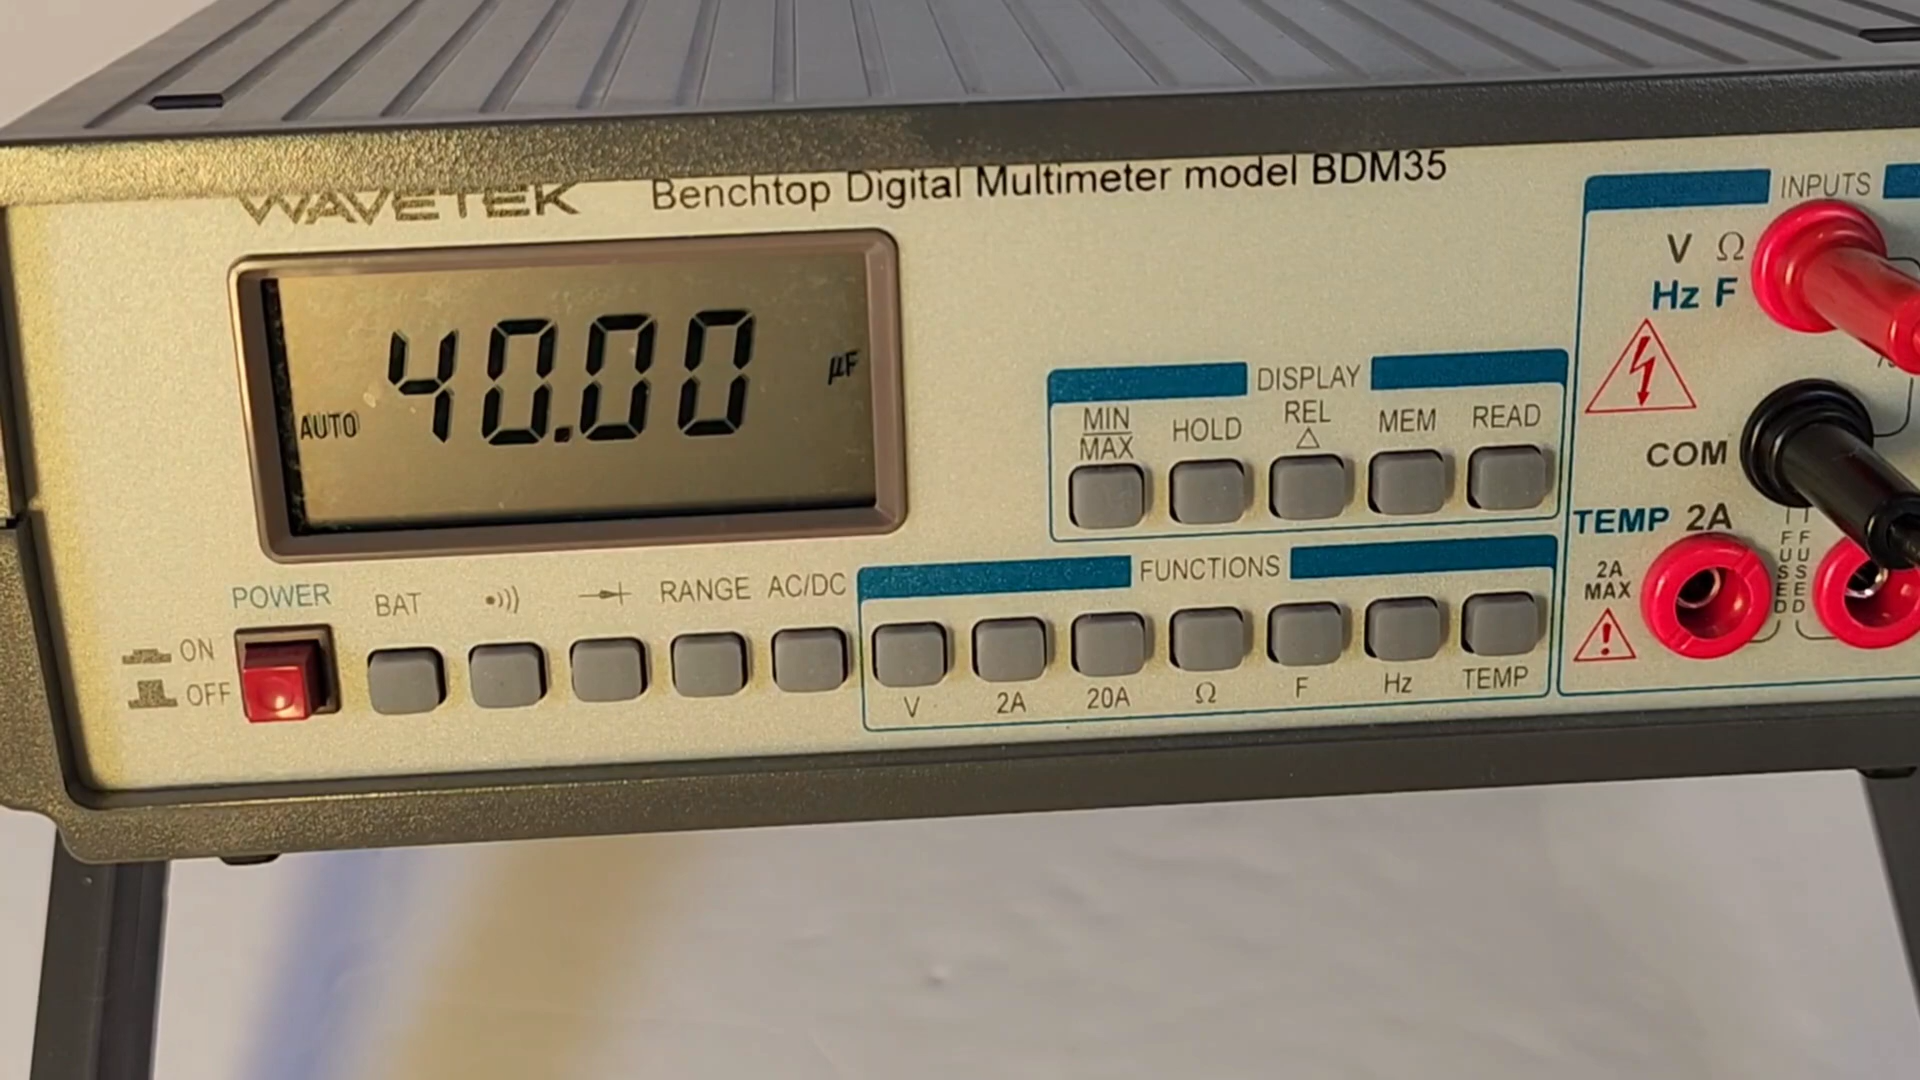 WAVETEK Benchtop Digital Multimeter model BDM35
AUTO 40.00 µF
DISPLAY
MIN MAX HOLD REL △ MEM READ
POWER BAT •))) RANGE AC/DC
ON
OFF
FUNCTIONS
V 2A 20A Ω F Hz TEMP
INPUTS
V Ω
Hz F
COM
TEMP 2A
2A
MAX
FUSED
FUSED